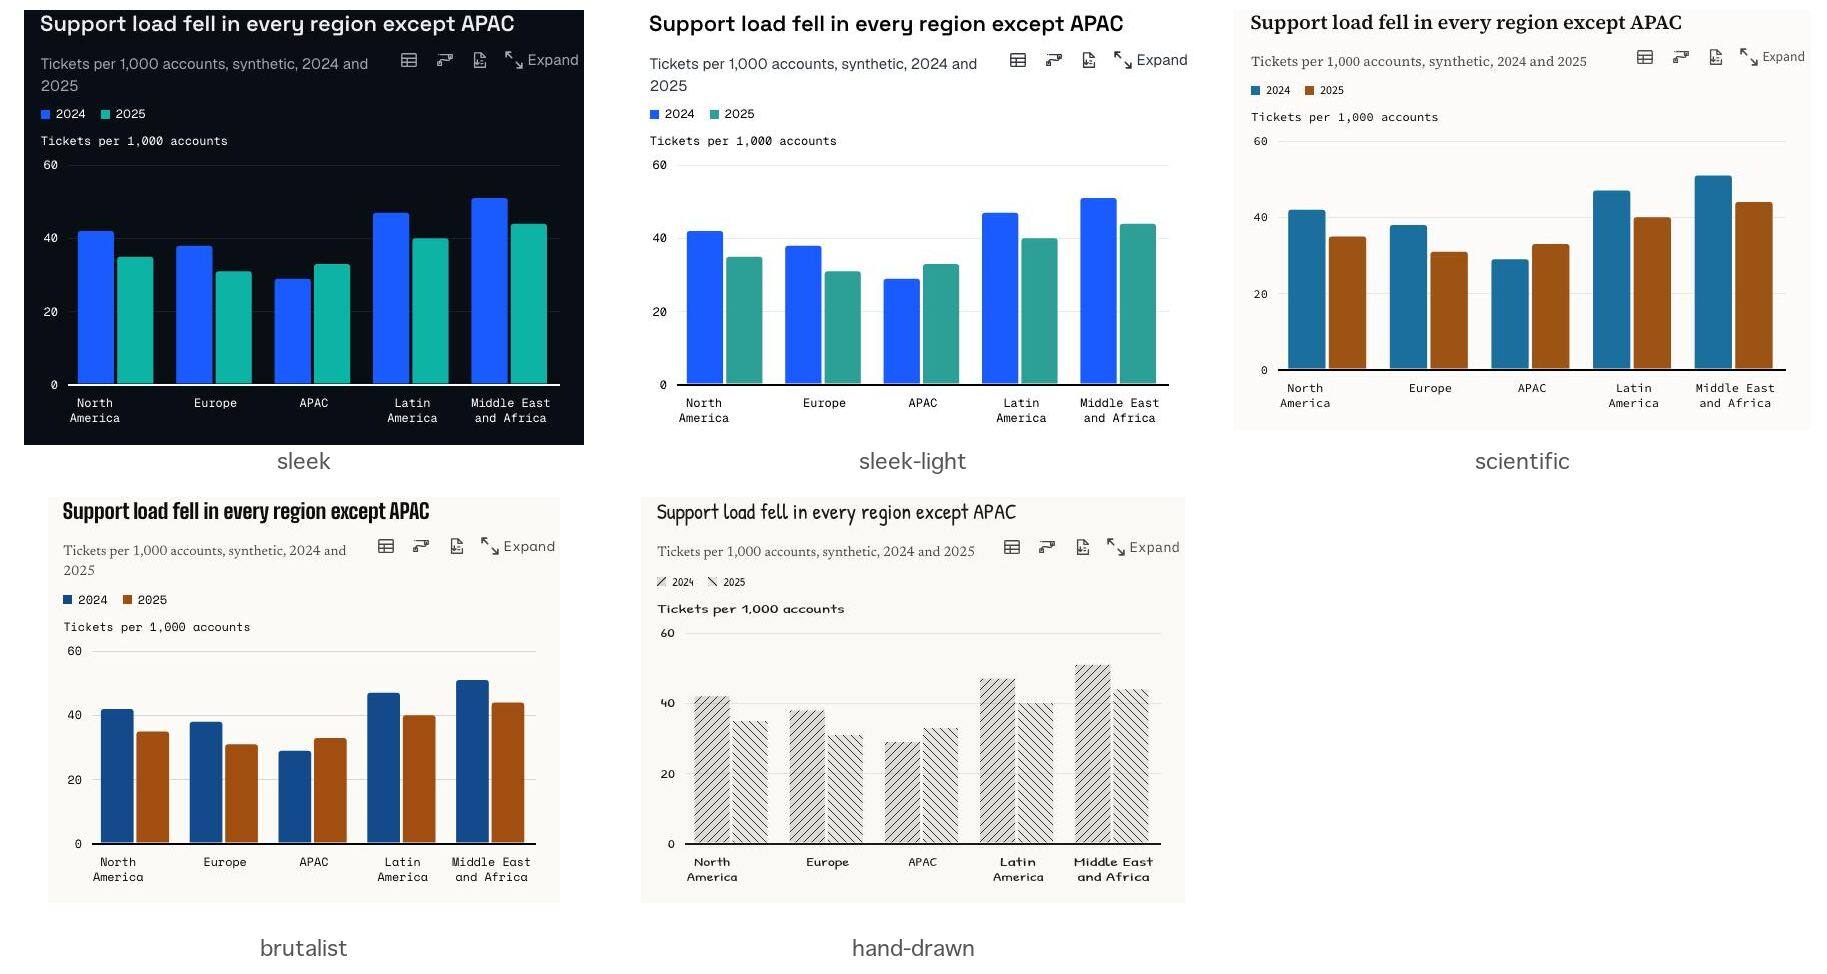 Support load fell in every region except APAC
Tickets per 1,000 accounts, synthetic, 2024 and
2025
Expand
2024 2025
Tickets per 1,000 accounts
60
40
20
0
North
America
Europe
APAC
Latin
America
Middle East
and Africa
sleek
Support load fell in every region except APAC
Tickets per 1,000 accounts, synthetic, 2024 and
2025
Expand
2024 2025
Tickets per 1,000 accounts
60
40
20
0
North
America
Europe
APAC
Latin
America
Middle East
and Africa
sleek-light
Support load fell in every region except APAC
Tickets per 1,000 accounts, synthetic, 2024 and 2025
Expand
2024 2025
Tickets per 1,000 accounts
60
40
20
0
North
America
Europe
APAC
Latin
America
Middle East
and Africa
scientific
Support load fell in every region except APAC
Tickets per 1,000 accounts, synthetic, 2024 and
2025
Expand
2024 2025
Tickets per 1,000 accounts
60
40
20
0
North
America
Europe
APAC
Latin
America
Middle East
and Africa
brutalist
Support load fell in every region except APAC
Tickets per 1,000 accounts, synthetic, 2024 and 2025
Expand
2024 2025
Tickets per 1,000 accounts
60
40
20
0
North
America
Europe
APAC
Latin
America
Middle East
and Africa
hand-drawn